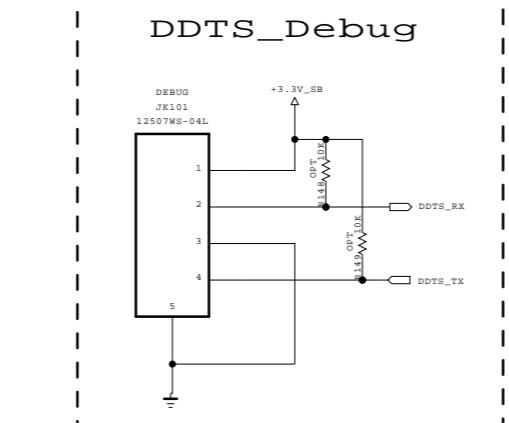 DDTS_Debug
+3.3V_SB
DEBUG
JK101
12507WS-04L
1
OPT
10K
R148
2
DDTS_RX
3
OPT
10K
R149
4
DDTS_TX
5